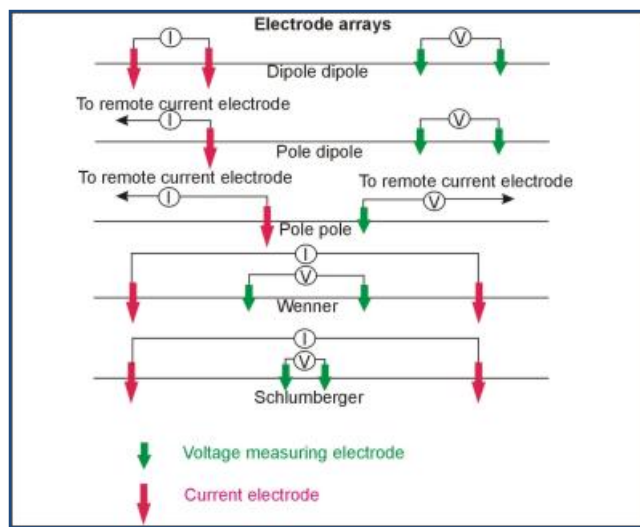 Electrode arrays
I
V
Dipole dipole
To remote current electrode
I
V
Pole dipole
To remote current electrode
To remote current electrode
I
V
Pole pole
I
V
Wenner
I
V
Schlumberger
Voltage measuring electrode
Current electrode